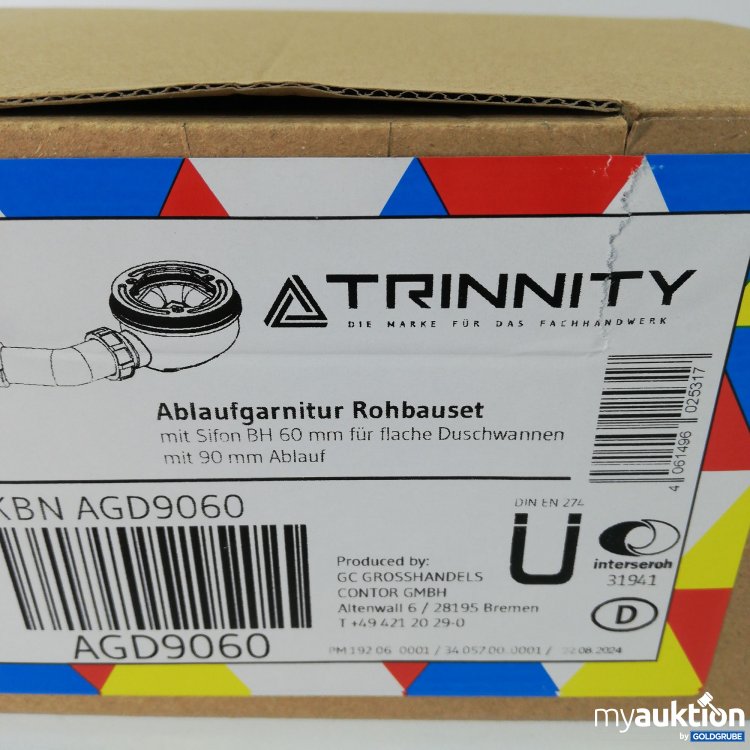 TRINNITY
DIE MARKE FÜR DAS FACHHANDWERK
Ablaufgarnitur Rohbauset
mit Sifon BH 60 mm für flache Duschwannen
mit 90 mm Ablauf
4 061496 025317
KBN AGD9060
AGD9060
DIN EN 274
Ü
interseroh
31941
D
Produced by:
GC GROSSHANDELS
CONTOR GMBH
Altenwall 6 / 28195 Bremen
T +49 421 20 29-0
PM 192.06.0001 / 34.057.00.0001 / .08.2024
myauktion
by GOLDGRUBE